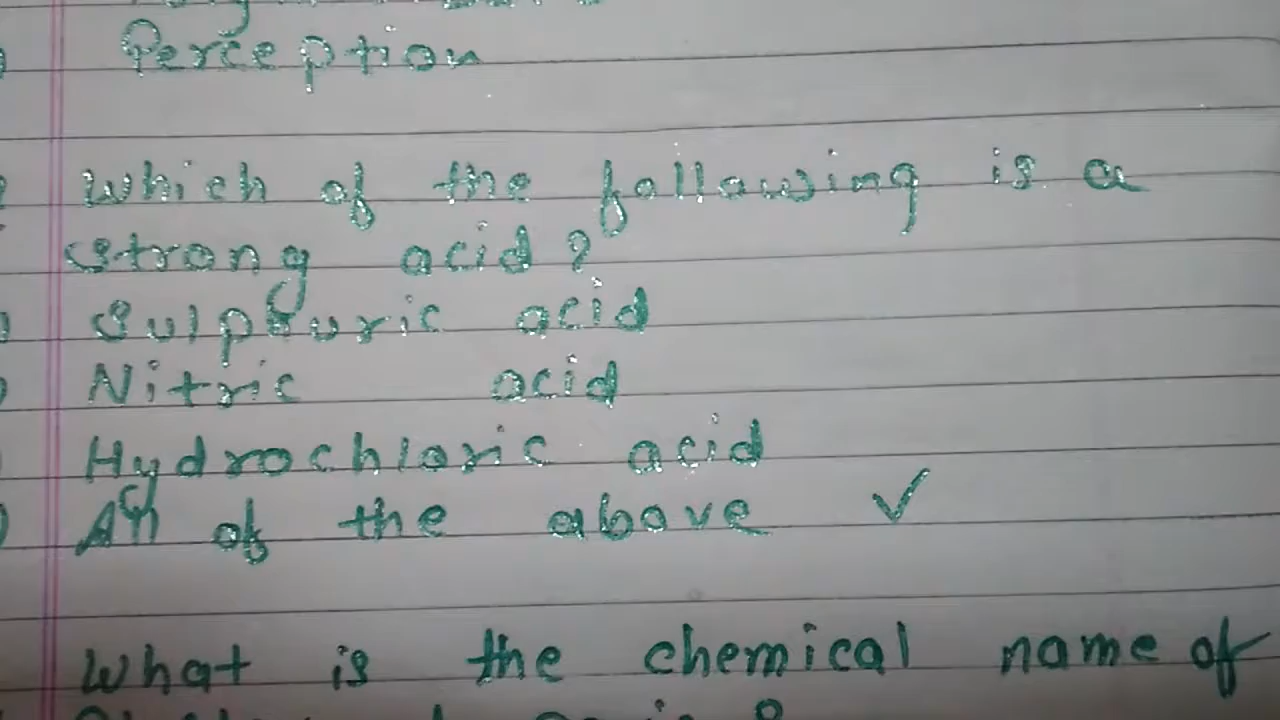 Perception
Which of the following is a
strong acid?
Sulphuric acid
Nitric acid
Hydrochloric acid
All of the above ✓
What is the chemical name of